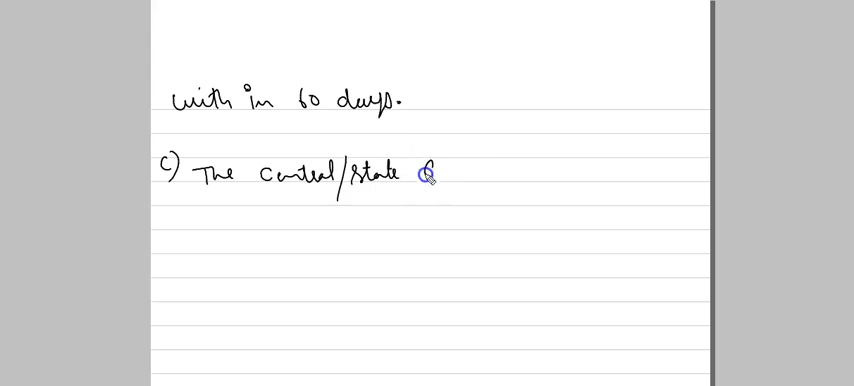 with in 60 days.
c) The Central/State